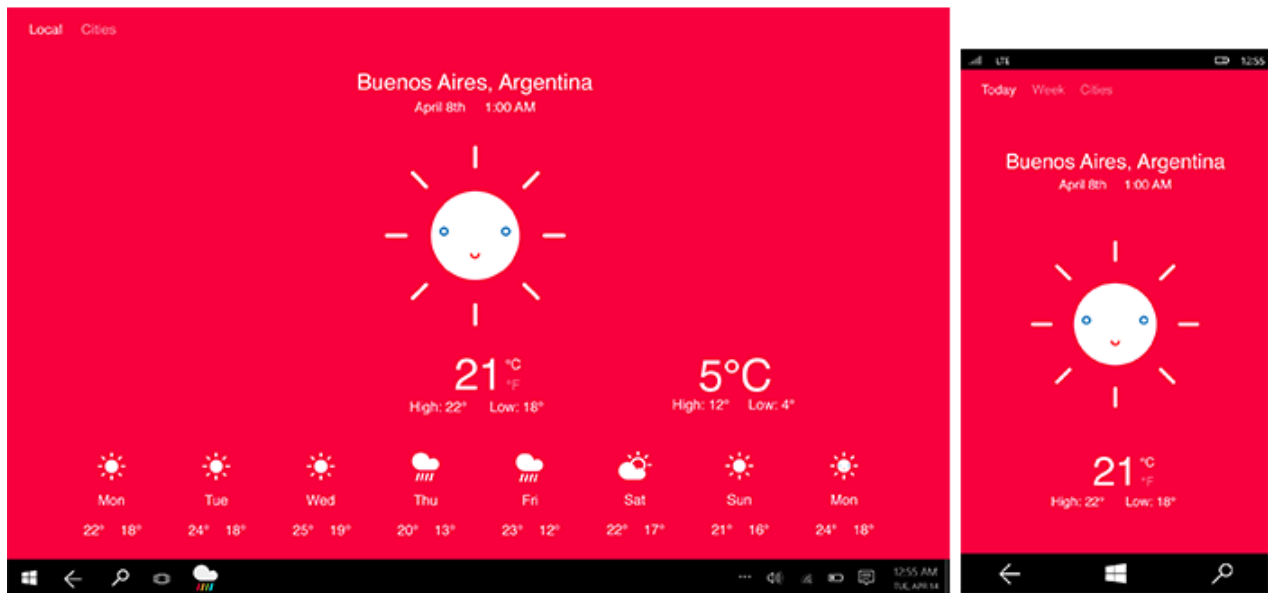 Local Cities
Buenos Aires, Argentina
April 8th 1:00 AM
21 °C
°F
High: 22° Low: 18°
5°C
High: 12° Low: 4°
Mon Tue Wed Thu Fri Sat Sun Mon
22° 18° 24° 18° 25° 19° 20° 13° 23° 12° 22° 17° 21° 16° 24° 18°
12:55 AM
TUE, APR 14
LTE 12:55
Today Week Cities
Buenos Aires, Argentina
April 8th 1:00 AM
21 °C
°F
High: 22° Low: 18°